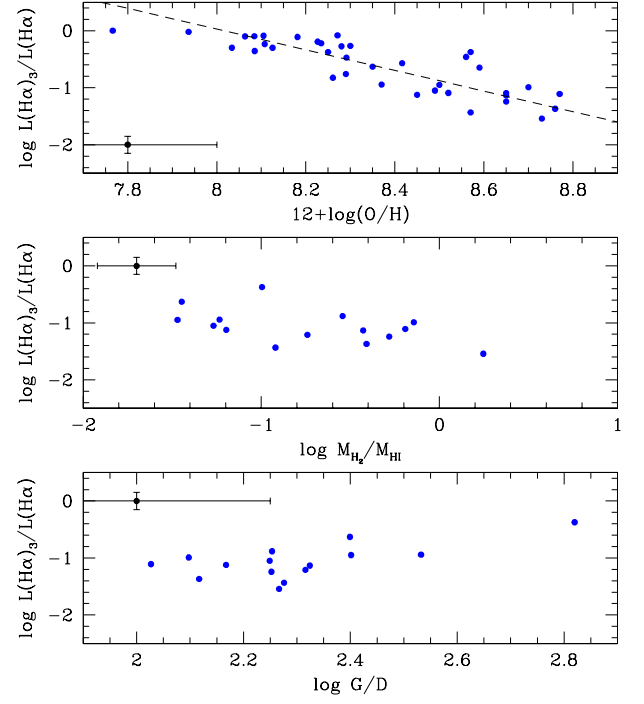 0
−1
−2
log L(Hα)₃/L(Hα)
7.8 8 8.2 8.4 8.6 8.8
12+log(O/H)
0
−1
−2
log L(Hα)₃/L(Hα)
−2 −1 0 1
log M_H₂/M_HI
0
−1
−2
log L(Hα)₃/L(Hα)
2 2.2 2.4 2.6 2.8
log G/D